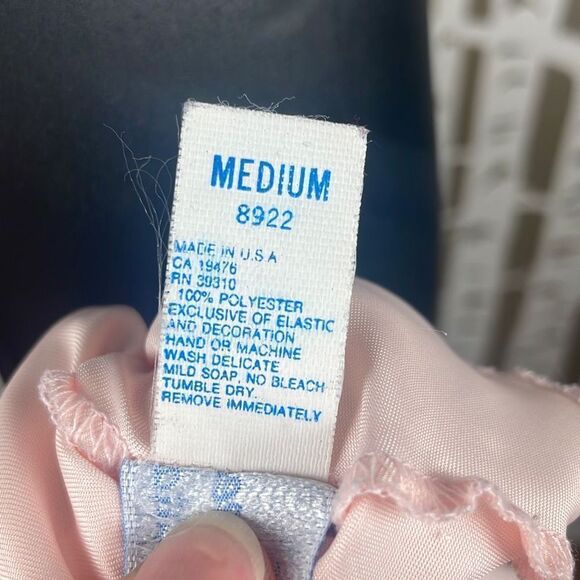 MEDIUM
8922
MADE IN U.S.A
CA 19476
RN 39310
100% POLYESTER
EXCLUSIVE OF ELASTIC
AND DECORATION
HAND OR MACHINE
WASH DELICATE
MILD SOAP, NO BLEACH
TUMBLE DRY.
REMOVE IMMEDIATELY